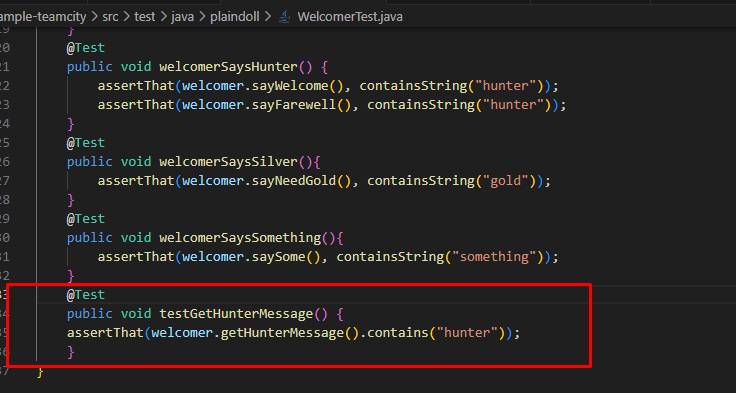 ample-teamcity > src > test > java > plaindoll > WelcomerTest.java
19 }
20 @Test
21 public void welcomerSaysHunter() {
22 assertThat(welcomer.sayWelcome(), containsString("hunter"));
23 assertThat(welcomer.sayFarewell(), containsString("hunter"));
24 }
25 @Test
26 public void welcomerSaysSilver(){
27 assertThat(welcomer.sayNeedGold(), containsString("gold"));
28 }
29 @Test
30 public void welcomerSaysSomething(){
31 assertThat(welcomer.saySome(), containsString("something"));
32 }
33 @Test
34 public void testGetHunterMessage() {
35 assertThat(welcomer.getHunterMessage().contains("hunter"));
36 }
37 }